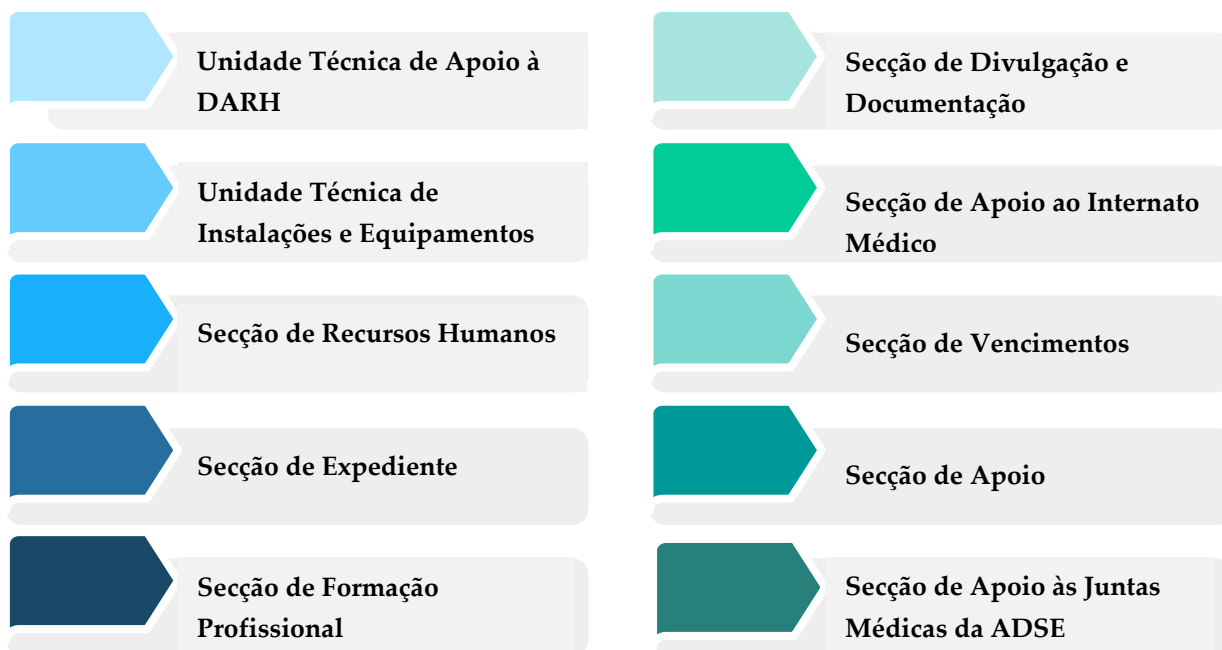 Unidade Técnica de Apoio à
DARH
Unidade Técnica de
Instalações e Equipamentos
Secção de Recursos Humanos
Secção de Expediente
Secção de Formação
Profissional
Secção de Divulgação e
Documentação
Secção de Apoio ao Internato
Médico
Secção de Vencimentos
Secção de Apoio
Secção de Apoio às Juntas
Médicas da ADSE